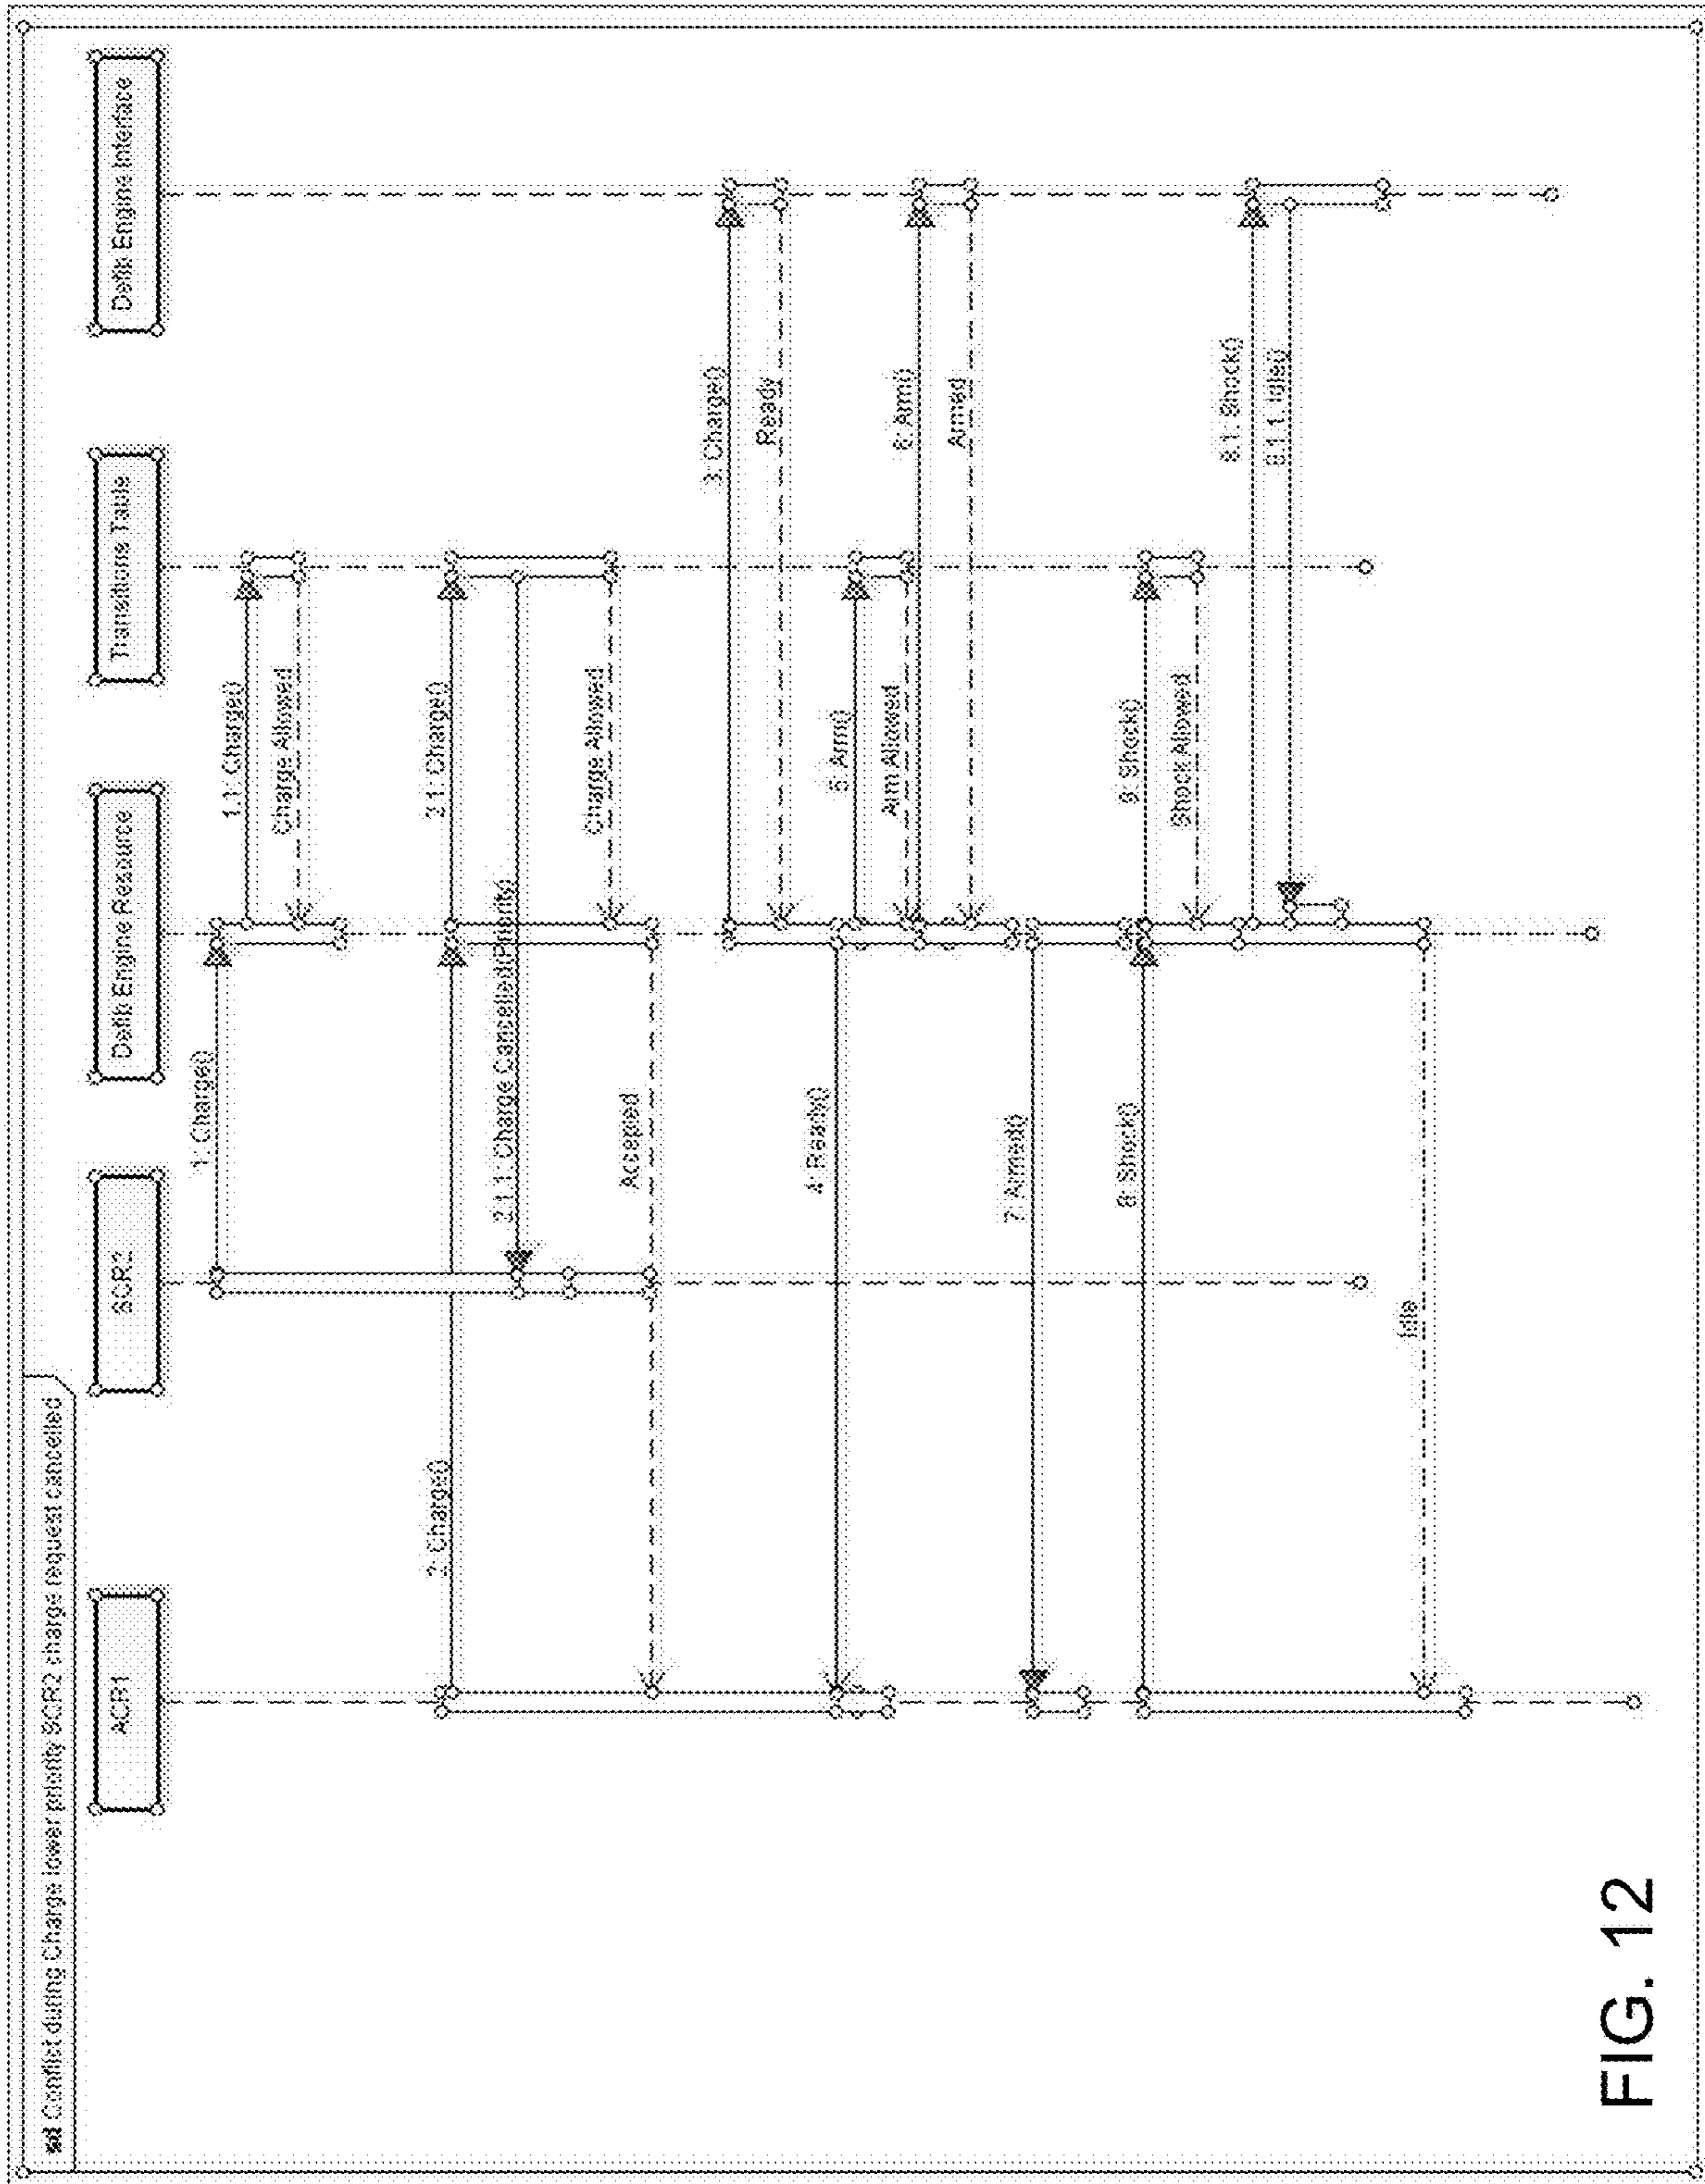 sd Conflict during Charge lower priority SCR2 charge request cancelled
ACR1
SCR2
Defib Engine Resource
Transitions Table
Defib Engine Interface
1: Charge()
1.1: Charge()
Charge Allowed
2: Charge()
2.1: Charge()
2.1.1: Charge Cancelled(Priority)
Charge Allowed
Accepted
3: Charge()
Ready
4: Ready()
5: Arm()
Arm Allowed
6: Arm()
Armed
7: Armed()
8: Shock()
9: Shock()
Shock Allowed
8.1: Shock()
8.1.1: Idle()
Idle
FIG. 12